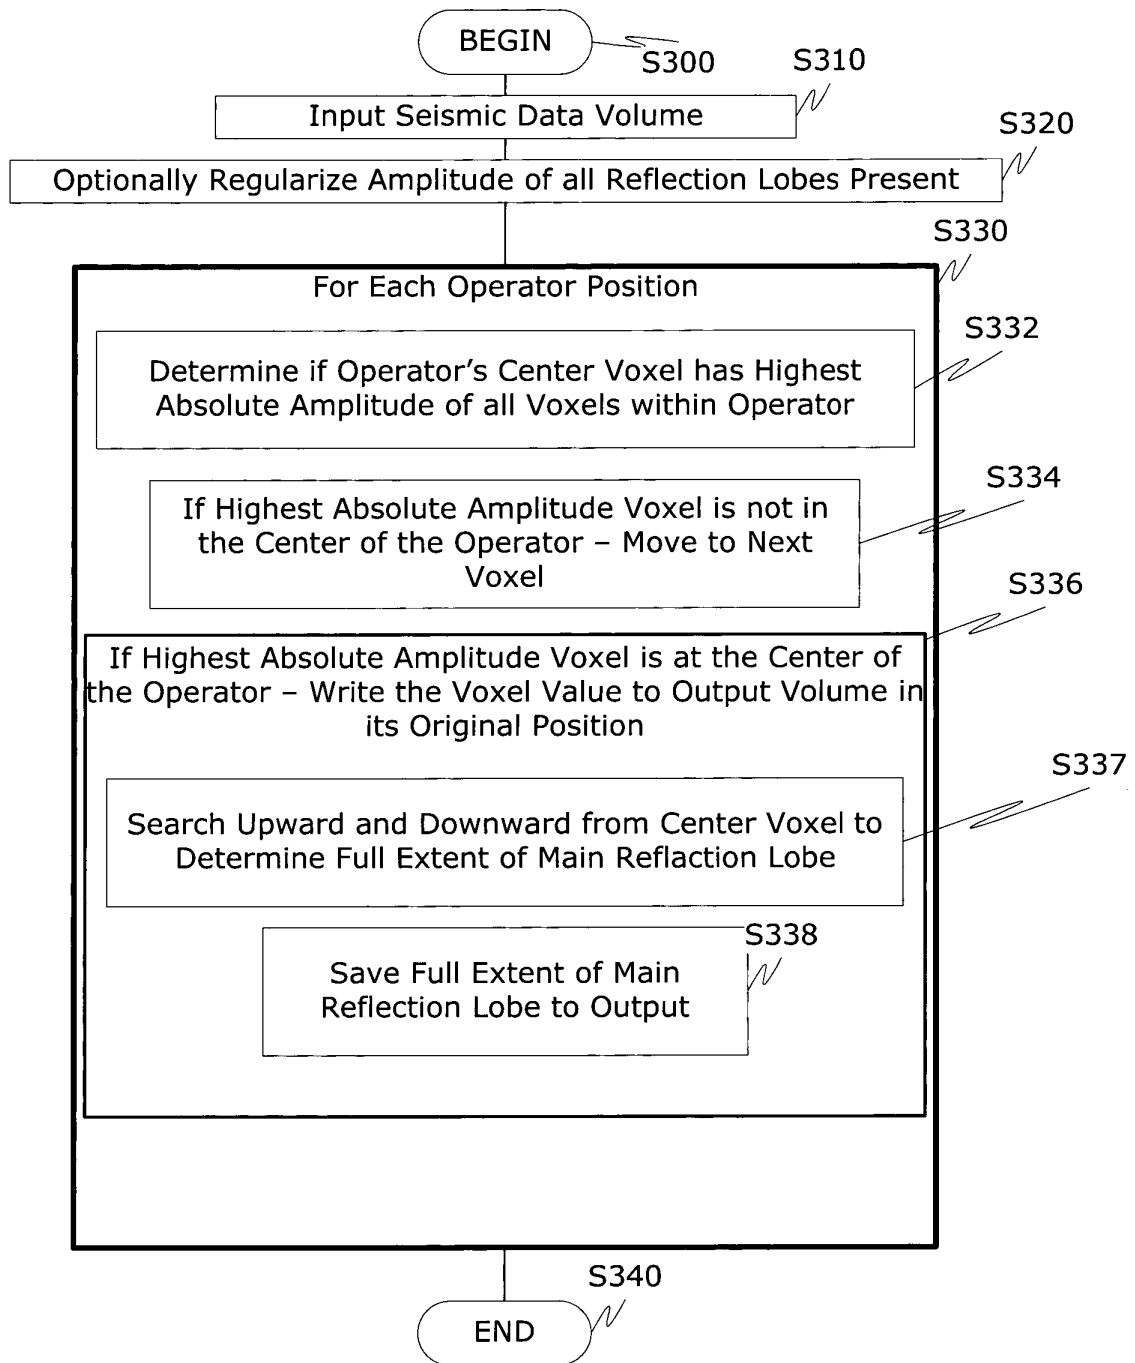 BEGIN
S300
S310
Input Seismic Data Volume
S320
Optionally Regularize Amplitude of all Reflection Lobes Present
S330
For Each Operator Position
S332
Determine if Operator's Center Voxel has Highest
Absolute Amplitude of all Voxels within Operator
S334
If Highest Absolute Amplitude Voxel is not in
the Center of the Operator – Move to Next
Voxel
S336
If Highest Absolute Amplitude Voxel is at the Center of
the Operator – Write the Voxel Value to Output Volume in
its Original Position
S337
Search Upward and Downward from Center Voxel to
Determine Full Extent of Main Reflaction Lobe
S338
Save Full Extent of Main
Reflection Lobe to Output
S340
END